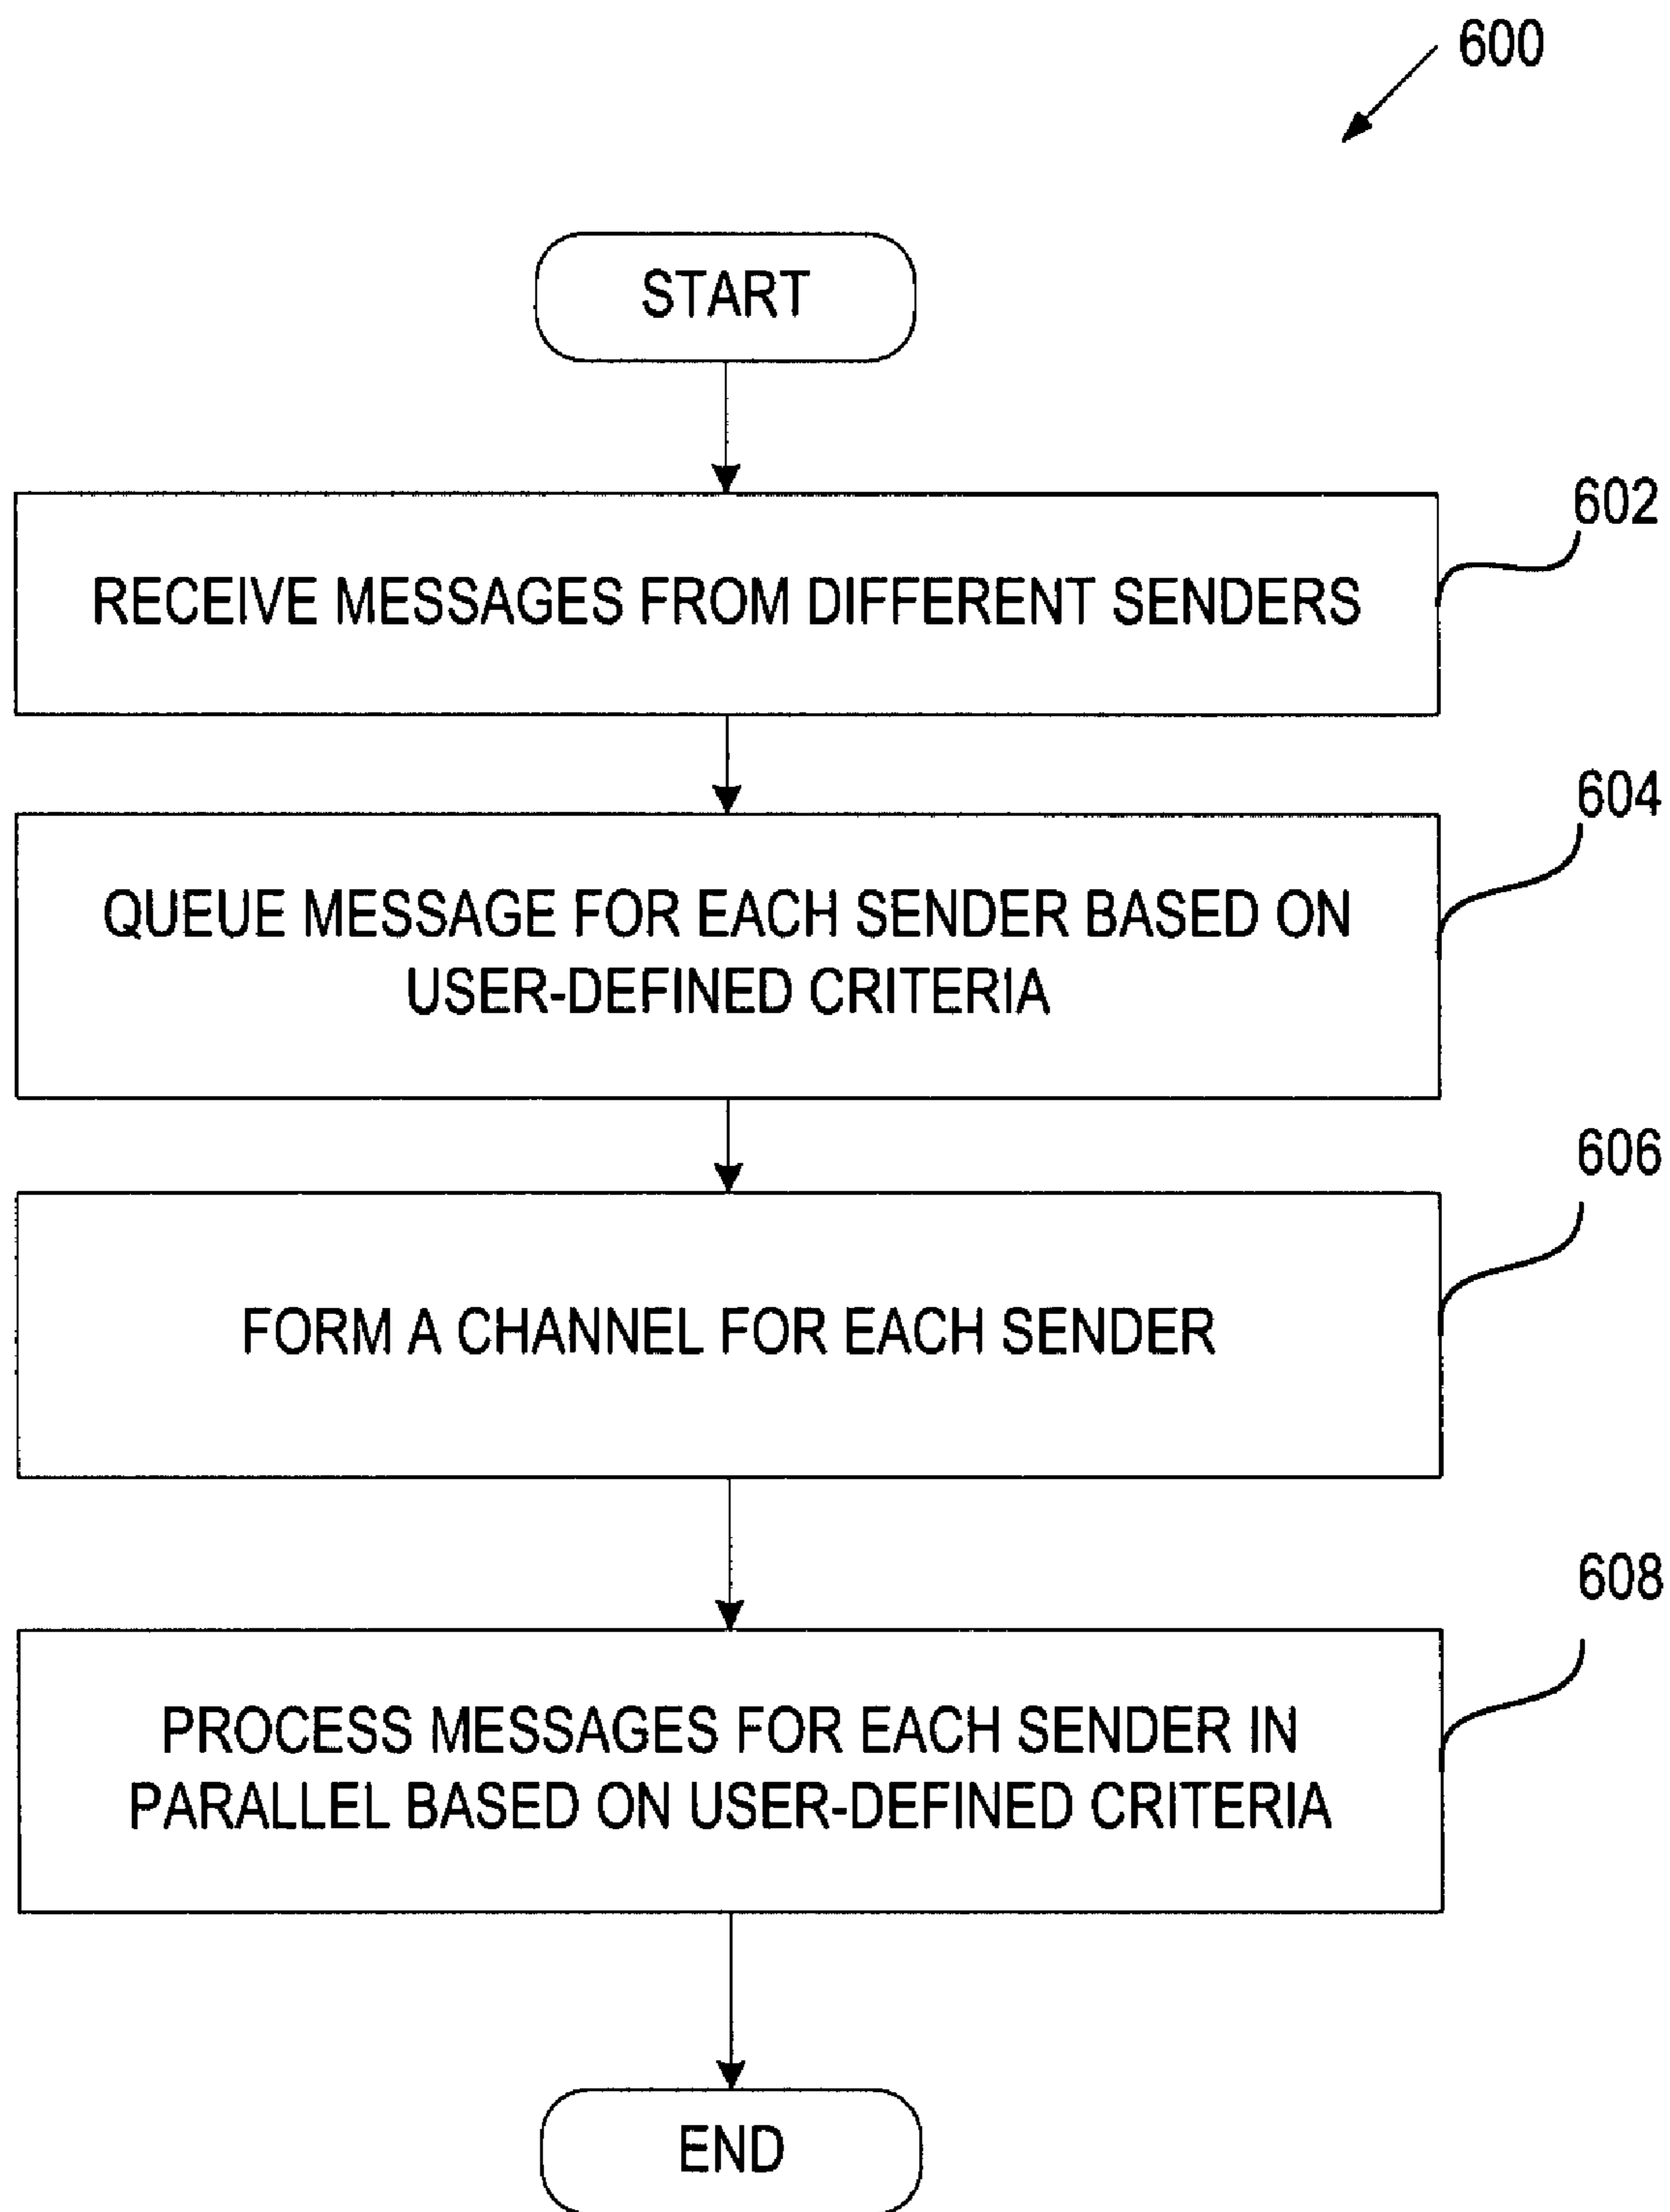 600
START
602
RECEIVE MESSAGES FROM DIFFERENT SENDERS
604
QUEUE MESSAGE FOR EACH SENDER BASED ON
USER-DEFINED CRITERIA
606
FORM A CHANNEL FOR EACH SENDER
608
PROCESS MESSAGES FOR EACH SENDER IN
PARALLEL BASED ON USER-DEFINED CRITERIA
END